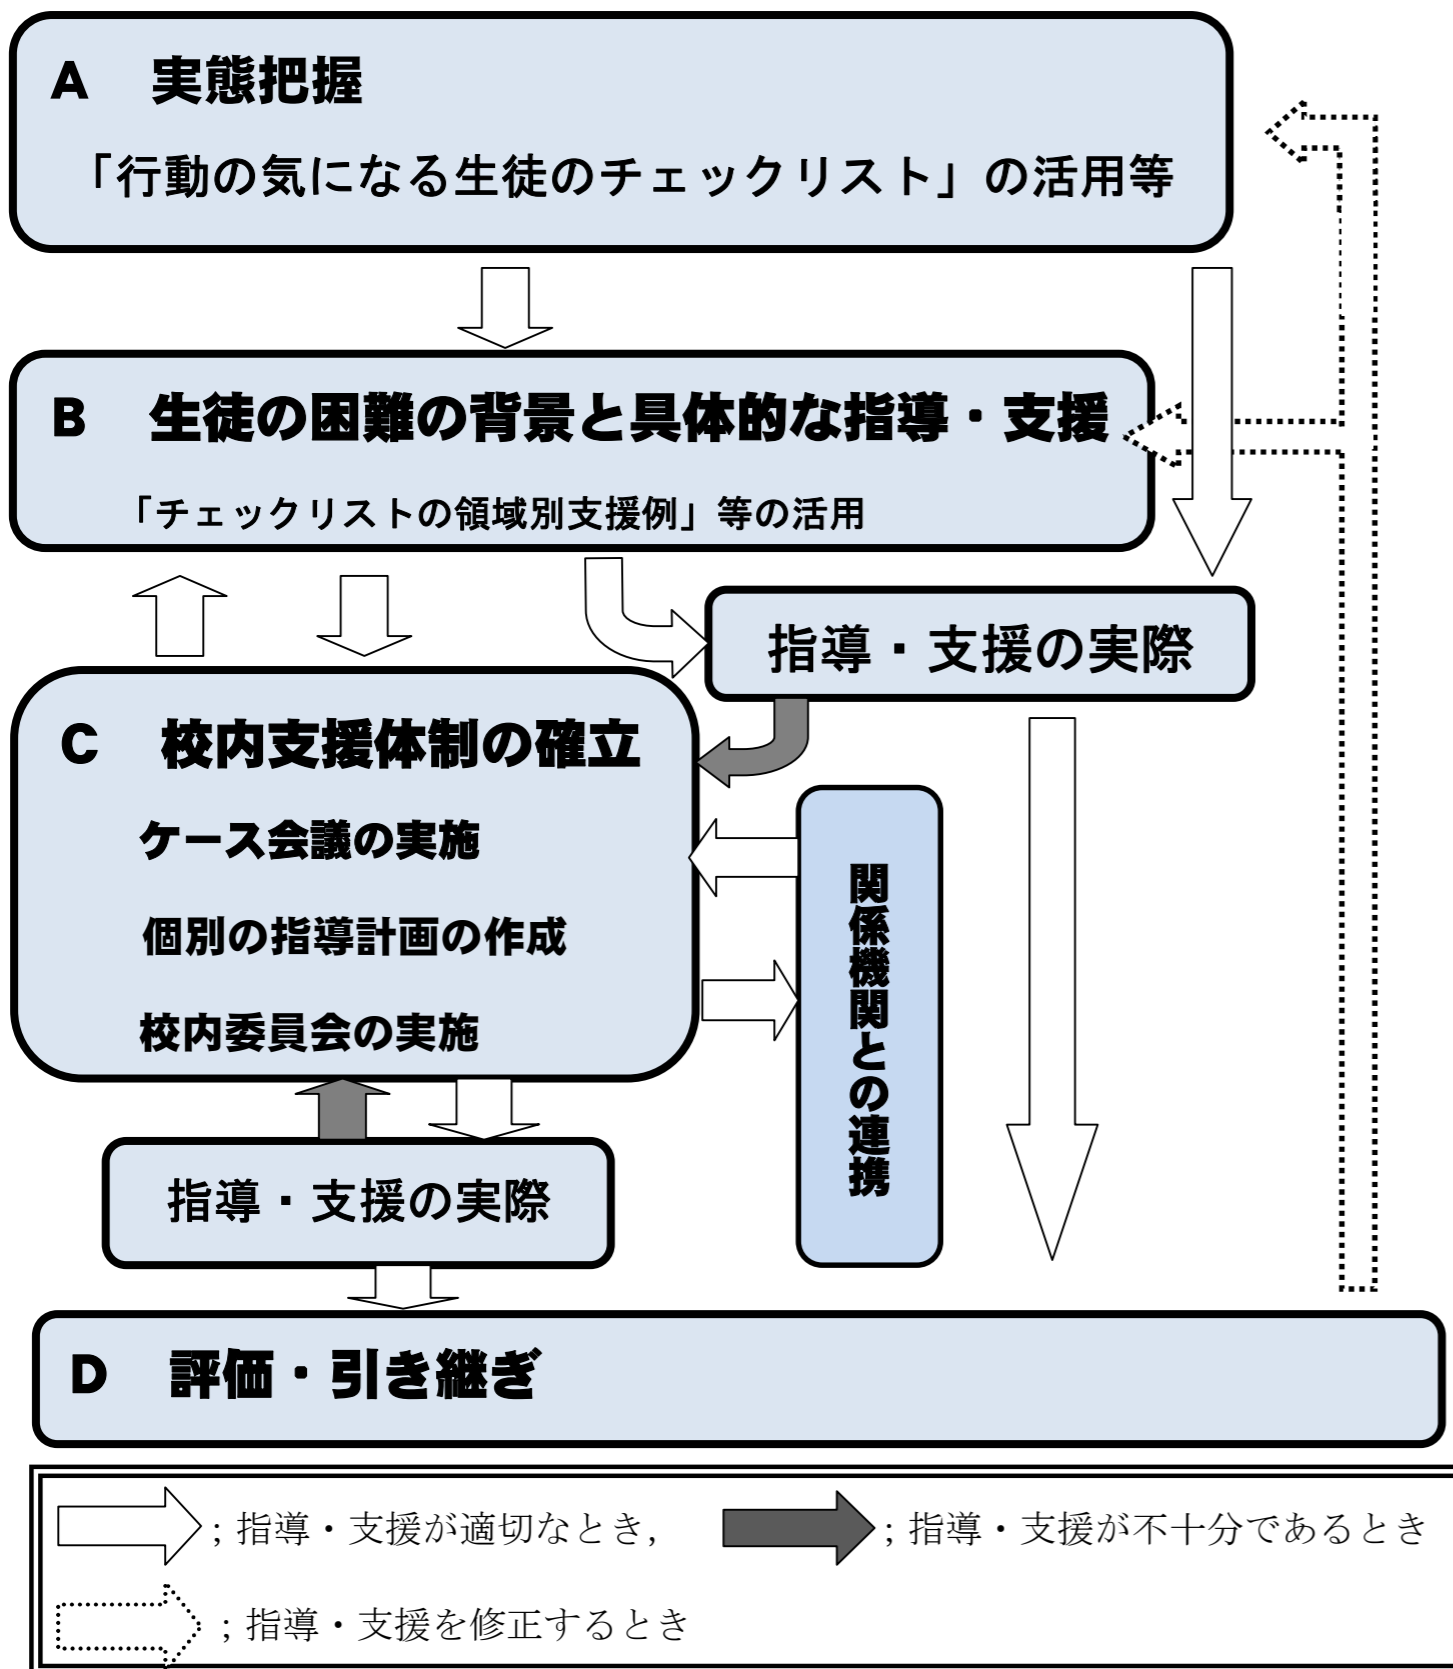 A 実態把握
「行動の気になる生徒のチェックリスト」の活用等
B 生徒の困難の背景と具体的な指導・支援
「チェックリストの領域別支援例」等の活用
指導・支援の実際
C 校内支援体制の確立
ケース会議の実施
個別の指導計画の作成
校内委員会の実施
関係機関との連携
指導・支援の実際
D 評価・引き継ぎ
；指導・支援が適切なとき， ；指導・支援が不十分であるとき
；指導・支援を修正するとき